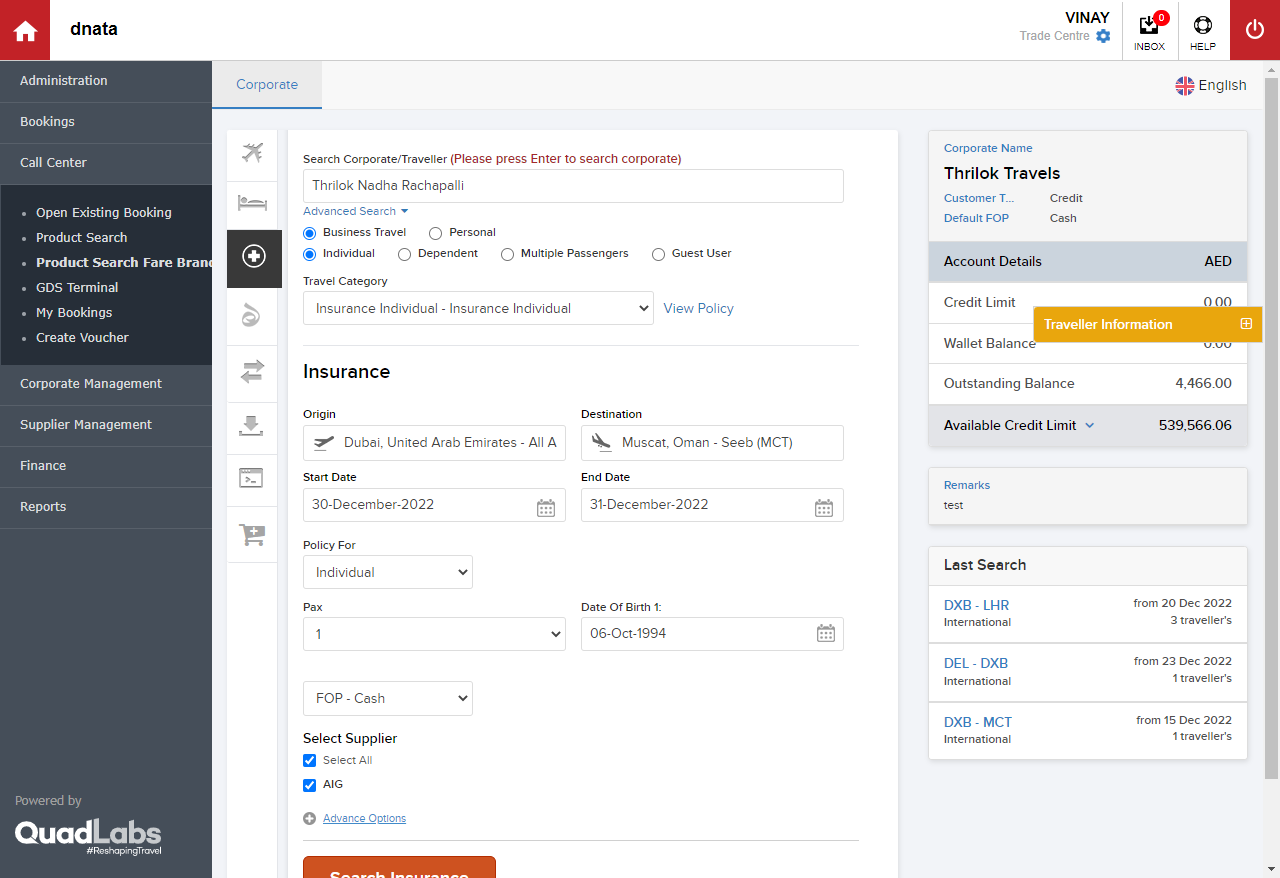 dnata
VINAY
Trade Centre
0
INBOX
HELP
Administration
Bookings
Call Center
Open Existing Booking
Product Search
Product Search Fare Bran
GDS Terminal
My Bookings
Create Voucher
Corporate Management
Supplier Management
Finance
Reports
Powered by
QuadLabs
#ReshapingTravel
Corporate
English
Search Corporate/Traveller (Please press Enter to search corporate)
Thrilok Nadha Rachapalli
Advanced Search
Business Travel Personal
Individual Dependent Multiple Passengers Guest User
Travel Category
Insurance Individual - Insurance Individual View Policy
Insurance
Origin Destination
Dubai, United Arab Emirates - All A Muscat, Oman - Seeb (MCT)
Start Date End Date
30-December-2022 31-December-2022
Policy For
Individual
Pax Date Of Birth 1:
1 06-Oct-1994
FOP - Cash
Select Supplier
Select All
AIG
Advance Options
Search Insurance
Corporate Name
Thrilok Travels
Customer T... Credit
Default FOP Cash
Account Details AED
Credit Limit 0.00
Traveller Information
Wallet Balance 0.00
Outstanding Balance 4,466.00
Available Credit Limit 539,566.06
Remarks
test
Last Search
DXB - LHR from 20 Dec 2022
International 3 traveller's
DEL - DXB from 23 Dec 2022
International 1 traveller's
DXB - MCT from 15 Dec 2022
International 1 traveller's